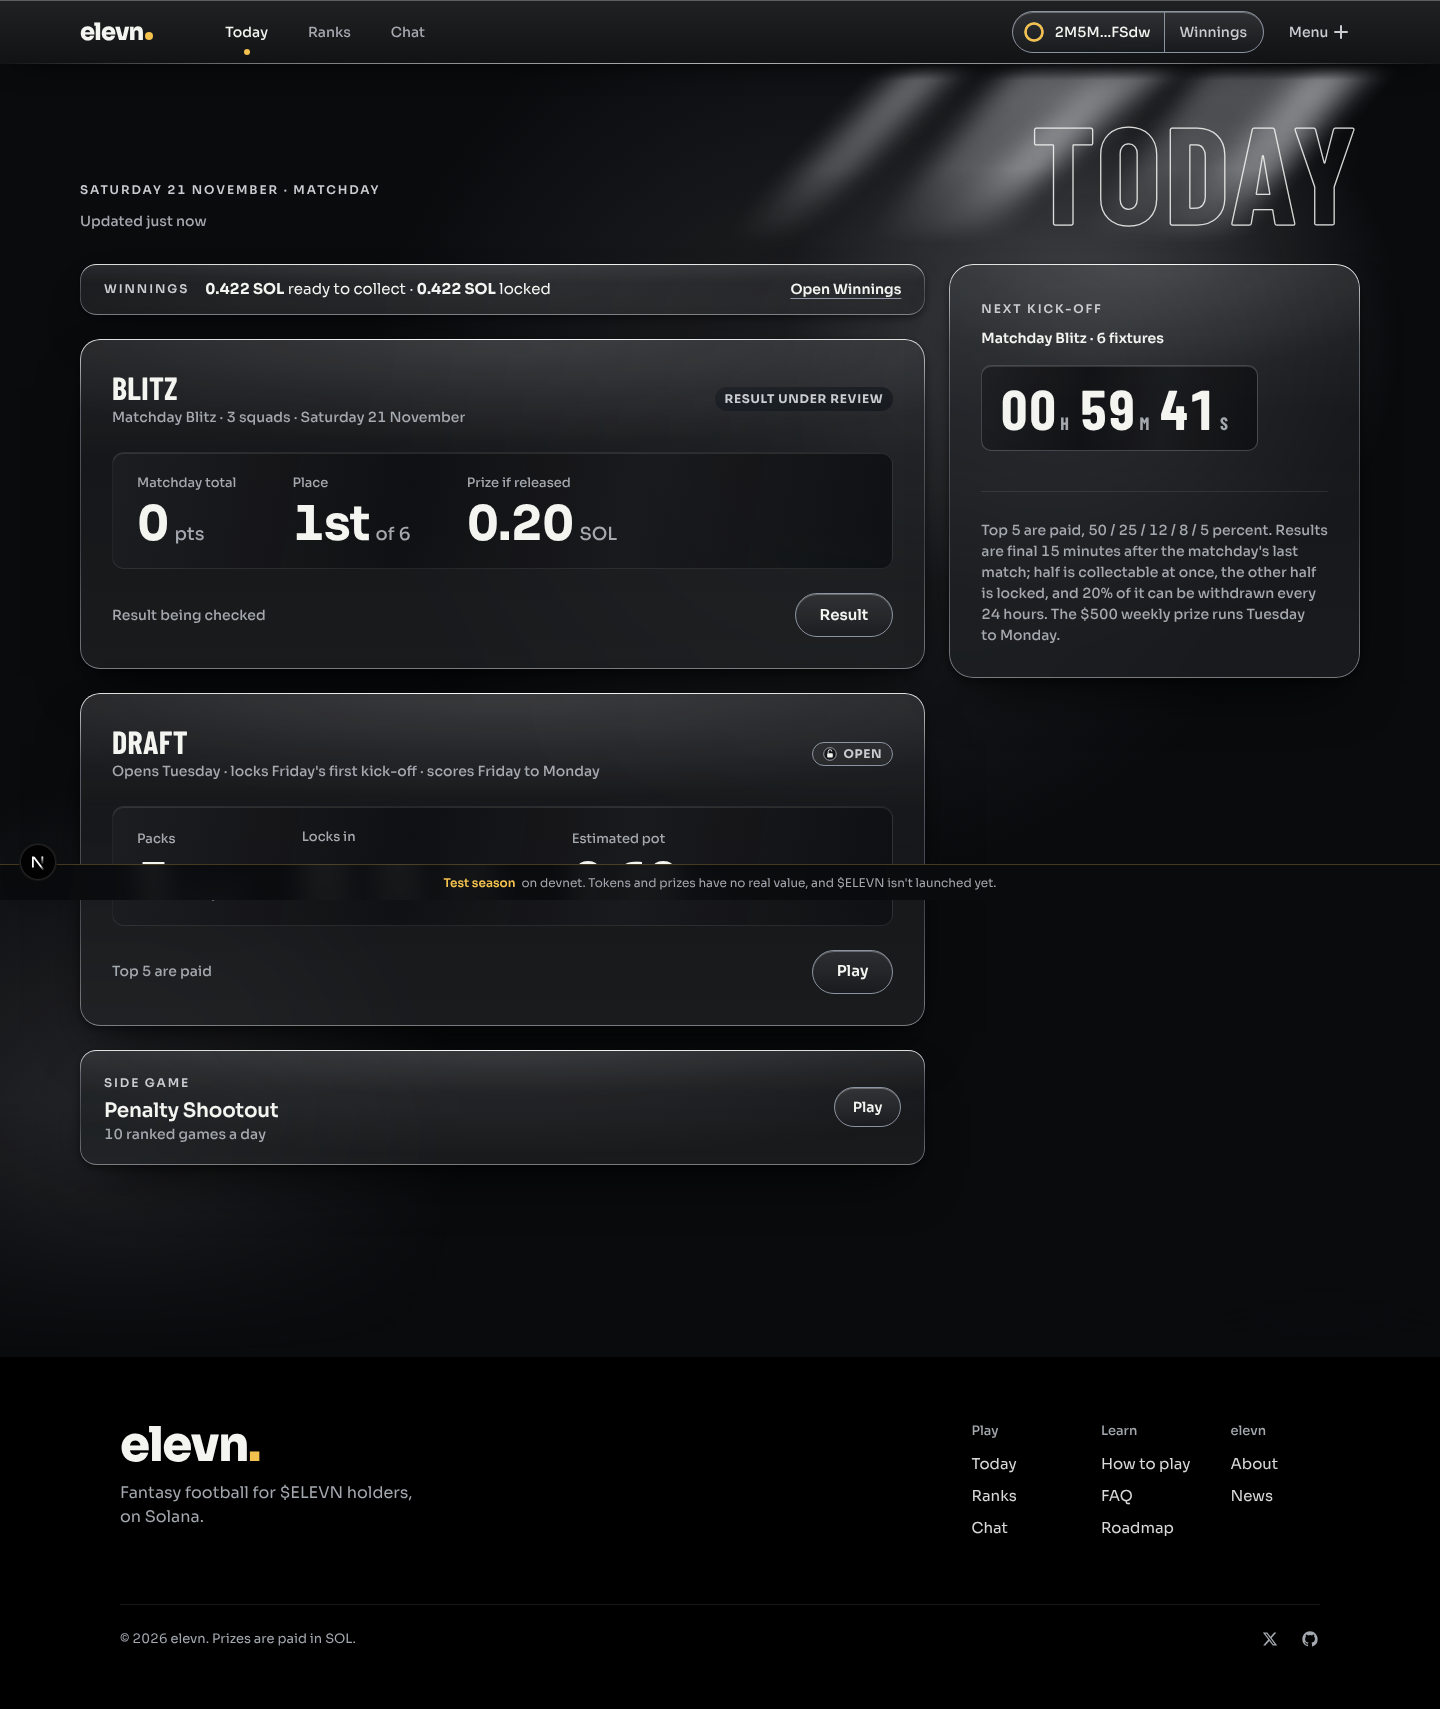 elevn.
Today
Ranks
Chat
2M5M...FSdw
Winnings
Menu
TODAY
SATURDAY 21 NOVEMBER · MATCHDAY
Updated just now
WINNINGS 0.422 SOL ready to collect · 0.422 SOL locked
Open Winnings
BLITZ
Matchday Blitz · 3 squads · Saturday 21 November
RESULT UNDER REVIEW
Matchday total
0 pts
Place
1st of 6
Prize if released
0.20 SOL
Result being checked
Result
NEXT KICK-OFF
Matchday Blitz · 6 fixtures
00 H 59 M 41 S
Top 5 are paid, 50 / 25 / 12 / 8 / 5 percent. Results
are final 15 minutes after the matchday's last
match; half is collectable at once, the other half
is locked, and 20% of it can be withdrawn every
24 hours. The $500 weekly prize runs Tuesday
to Monday.
DRAFT
Opens Tuesday · locks Friday's first kick-off · scores Friday to Monday
OPEN
Packs
Locks in
Estimated pot
N
Test season on devnet. Tokens and prizes have no real value, and $ELEVN isn't launched yet.
Top 5 are paid
Play
SIDE GAME
Penalty Shootout
10 ranked games a day
Play
elevn.
Fantasy football for $ELEVN holders,
on Solana.
Play
Today
Ranks
Chat
Learn
How to play
FAQ
Roadmap
elevn
About
News
© 2026 elevn. Prizes are paid in SOL.